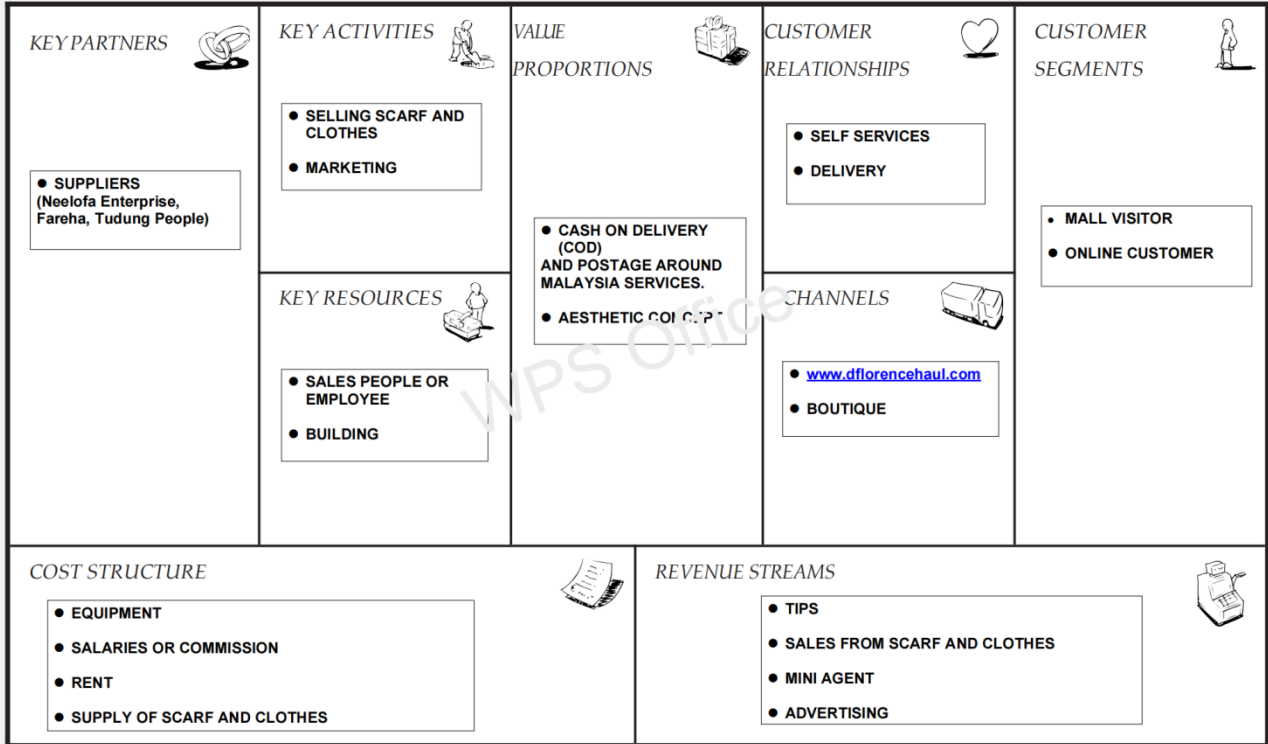 KEY PARTNERS
● SUPPLIERS
(Neelofa Enterprise,
Fareha, Tudung People)
KEY ACTIVITIES
● SELLING SCARF AND
CLOTHES
● MARKETING
KEY RESOURCES
● SALES PEOPLE OR
EMPLOYEE
● BUILDING
VALUE
PROPORTIONS
● CASH ON DELIVERY
(COD)
AND POSTAGE AROUND
MALAYSIA SERVICES.
● AESTHETIC CONCEPT
CUSTOMER
RELATIONSHIPS
● SELF SERVICES
● DELIVERY
CHANNELS
● www.dflorencehaul.com
● BOUTIQUE
CUSTOMER
SEGMENTS
● MALL VISITOR
● ONLINE CUSTOMER
COST STRUCTURE
● EQUIPMENT
● SALARIES OR COMMISSION
● RENT
● SUPPLY OF SCARF AND CLOTHES
REVENUE STREAMS
● TIPS
● SALES FROM SCARF AND CLOTHES
● MINI AGENT
● ADVERTISING
WPS Office